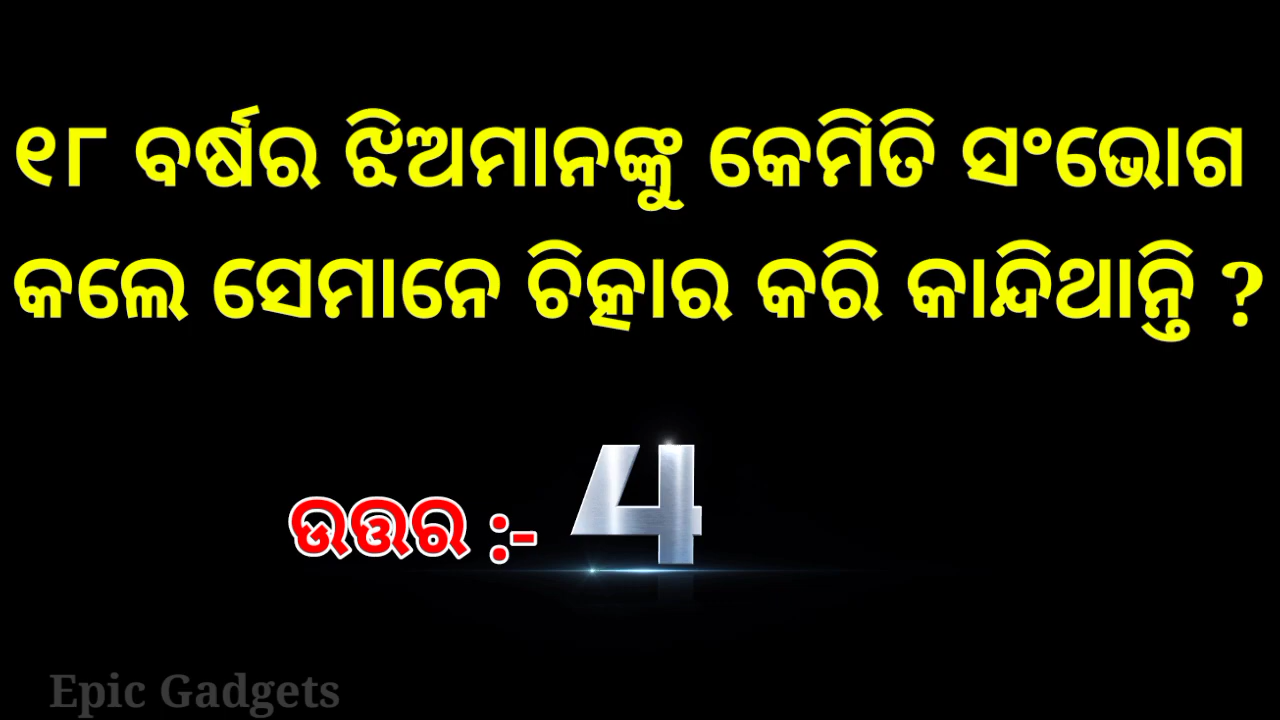 ୧୮ ବର୍ଷର ଝିଅମାନଙ୍କୁ କେମିତି ସଂଭୋଗ
କଲେ ସେମାନେ ଚିତ୍କାର କରି କାନ୍ଦିଥାନ୍ତି ?
ଉତ୍ତର :- 4
Epic Gadgets